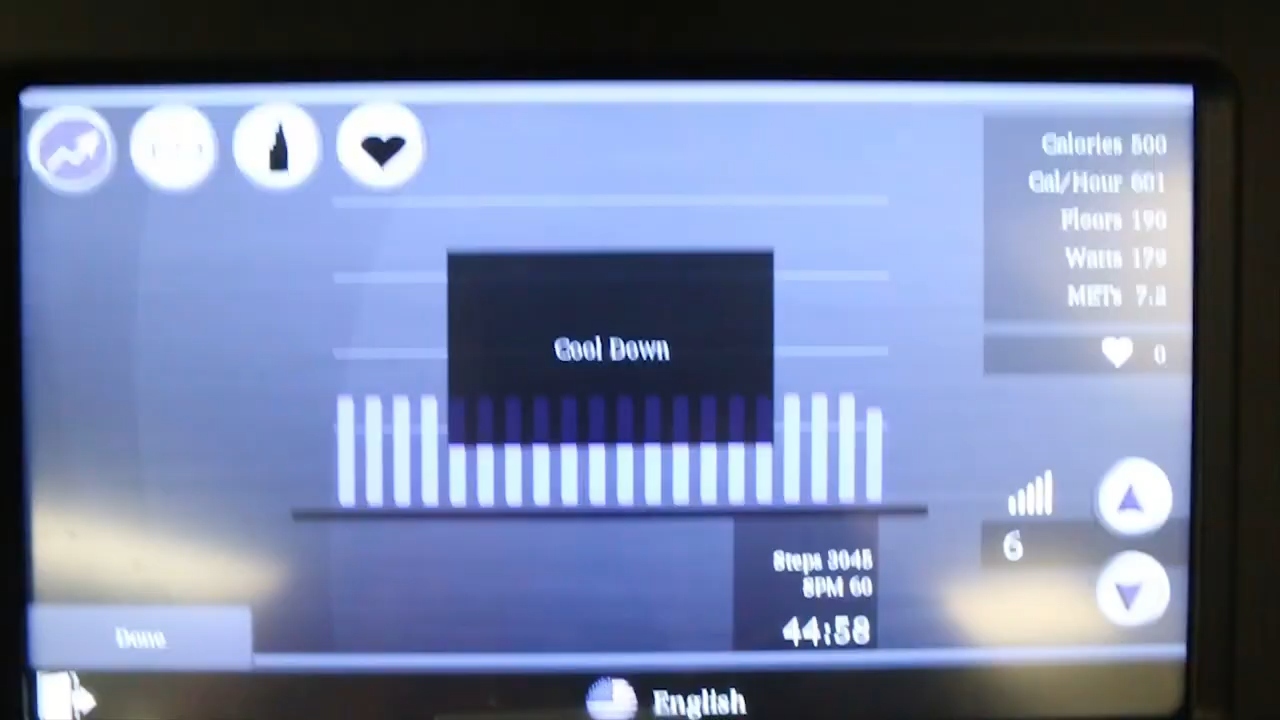 Calories 500
Cal/Hour 601
Floors 190
Watts 179
METs 7.8
0
Cool Down
6
Steps 3045
SPM 60
44:58
Done
English